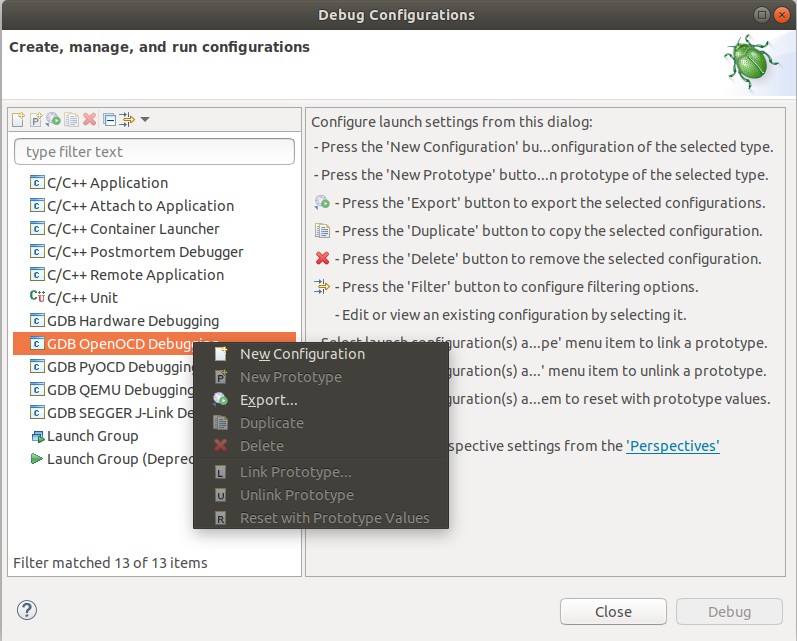 Debug Configurations
Create, manage, and run configurations
type filter text
C/C++ Application
C/C++ Attach to Application
C/C++ Container Launcher
C/C++ Postmortem Debugger
C/C++ Remote Application
C/C++ Unit
GDB Hardware Debugging
GDB OpenOCD Debugging
GDB PyOCD Debugging
GDB QEMU Debugging
GDB SEGGER J-Link De
Launch Group
Launch Group (Deprec
Filter matched 13 of 13 items
New Configuration
New Prototype
Export...
Duplicate
Delete
Link Prototype...
Unlink Prototype
Reset with Prototype Values
Configure launch settings from this dialog:
- Press the 'New Configuration' bu...onfiguration of the selected type.
- Press the 'New Prototype' butto...n prototype of the selected type.
- Press the 'Export' button to export the selected configurations.
- Press the 'Duplicate' button to copy the selected configuration.
- Press the 'Delete' button to remove the selected configuration.
- Press the 'Filter' button to configure filtering options.
- Edit or view an existing configuration by selecting it.
Select launch configuration(s) a...pe' menu item to link a prototype.
guration(s) a...' menu item to unlink a prototype.
guration(s) a...em to reset with prototype values.
spective settings from the 'Perspectives'
Close
Debug